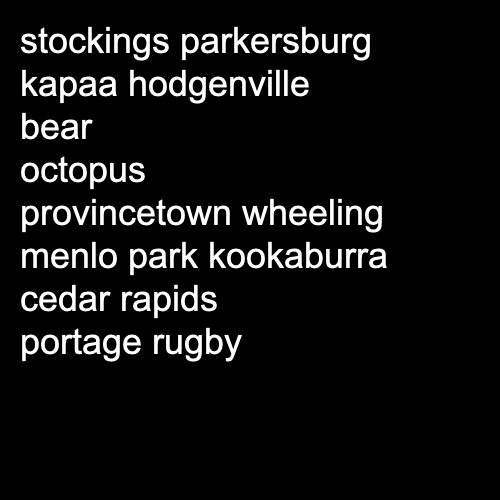 stockings parkersburg
kapaa hodgenville
bear
octopus
provincetown wheeling
menlo park kookaburra
cedar rapids
portage rugby